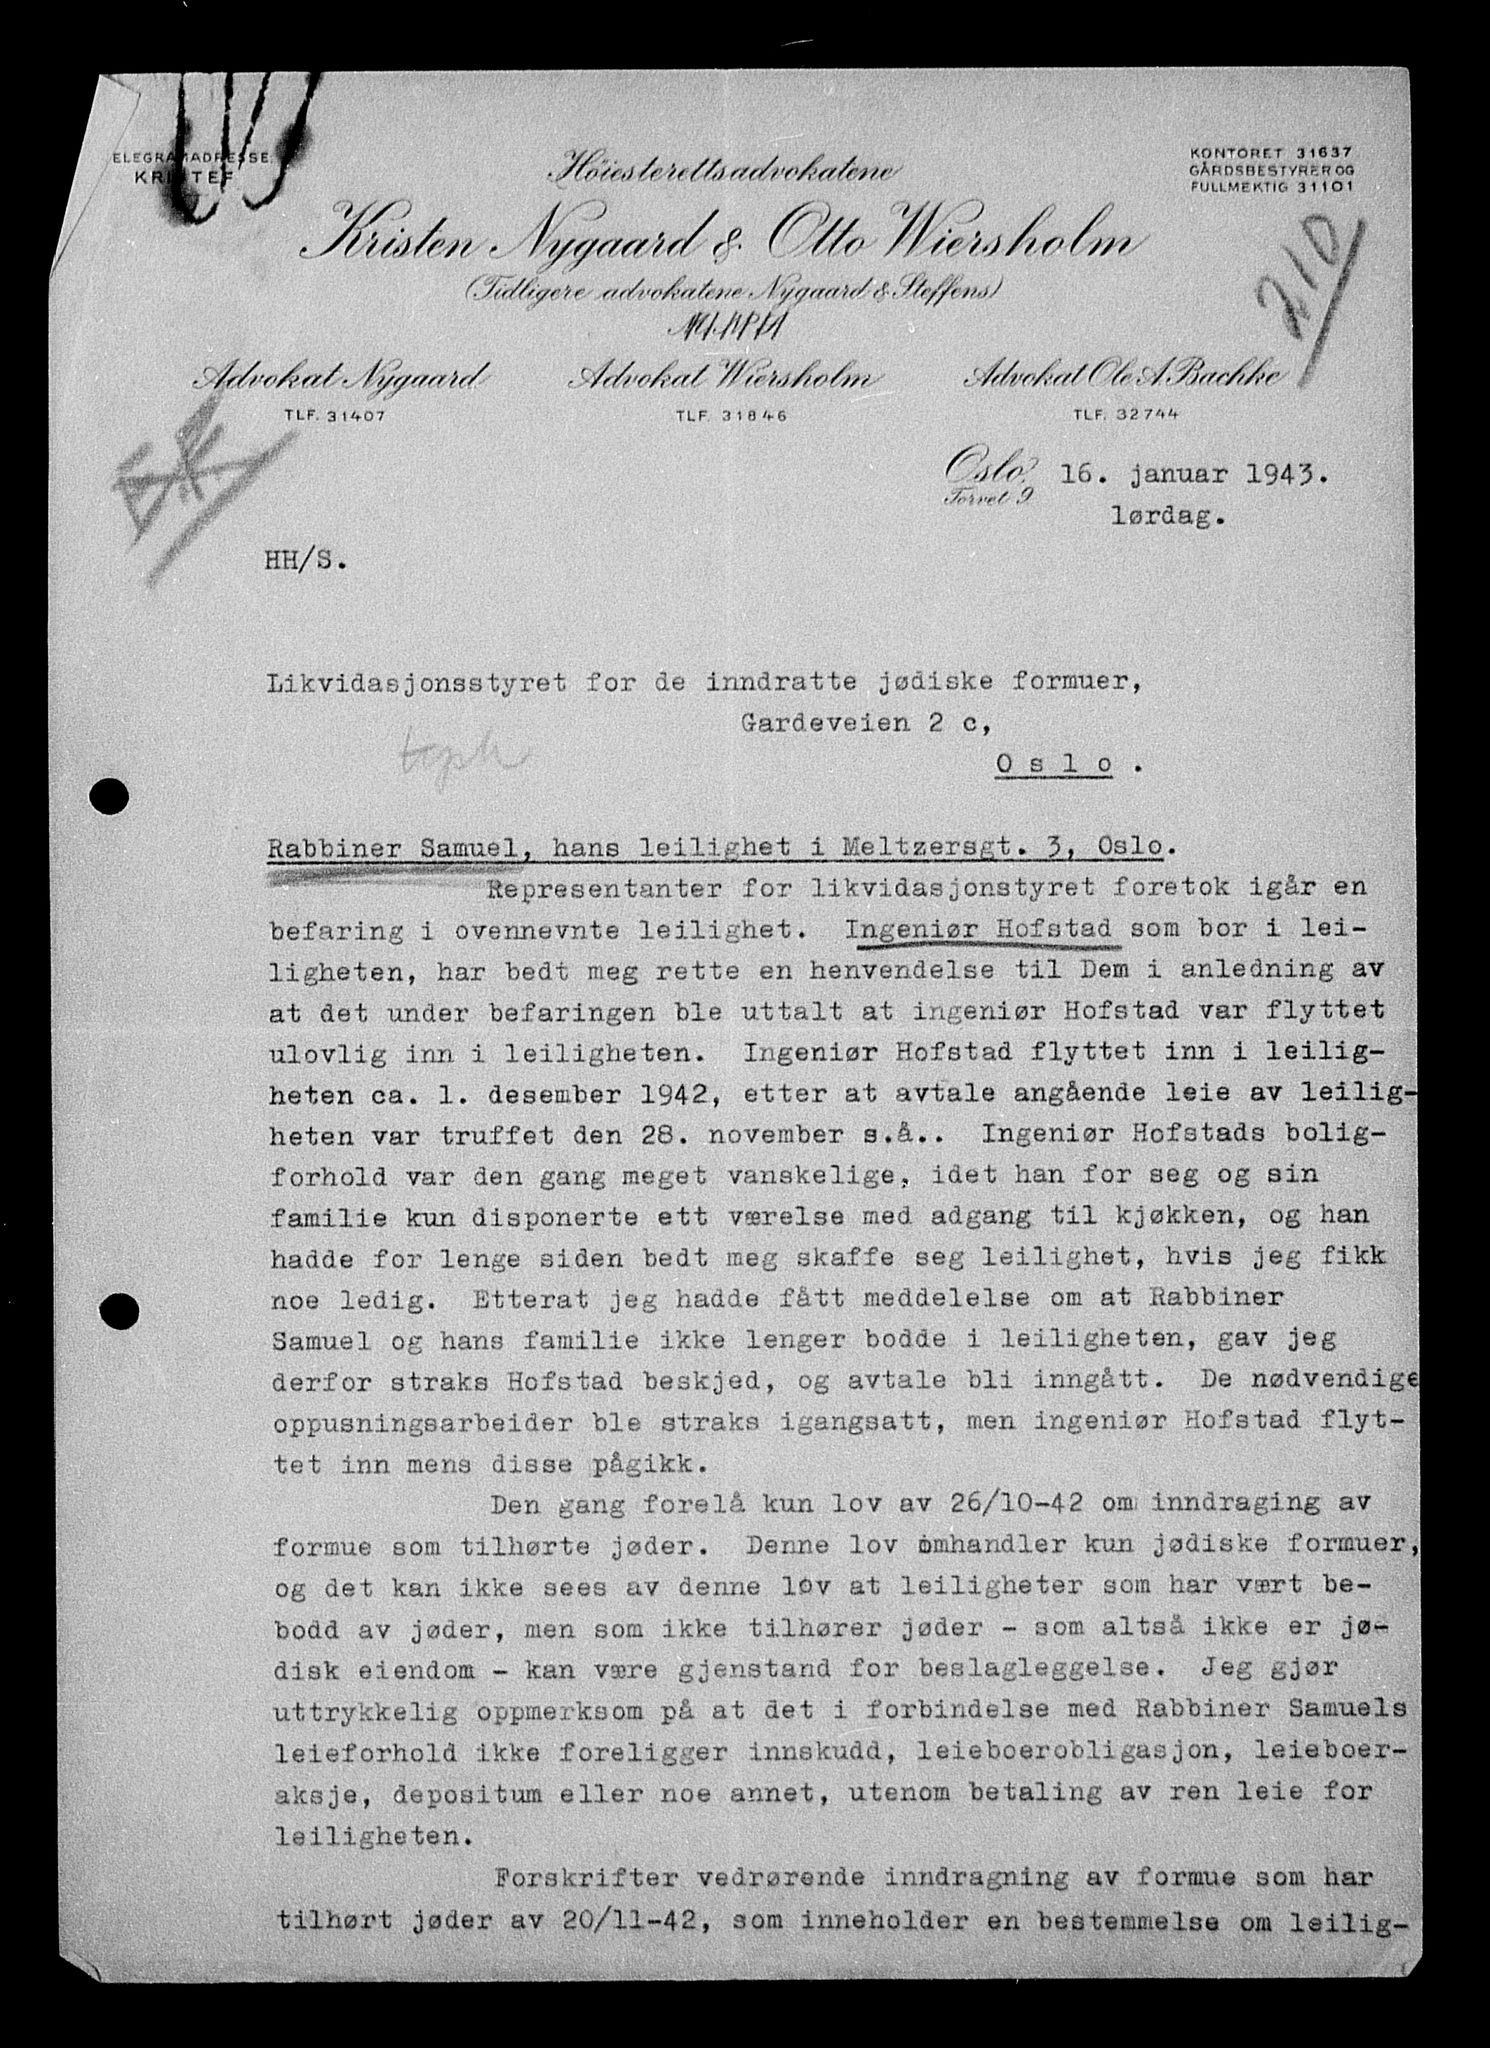 ELEGRAMADRESSE:
KRISTEF
KONTORET 31637
GÅRDSBESTYRER OG
FULLMEKTIG 31101
Høiesterettsadvokatene
Kristen Nygaard & Otto Wiersholm
(Tidligere advokatene Nygaard & Steffens)
210
Advokat Nygaard
TLF. 31407
Advokat Wiersholm
TLF. 31846
Advokat Ole A. Bachke
TLF. 32744
Oslo, 16. januar 1943.
Torvet 9
lørdag.
HH/S.
Likvidasjonsstyret for de inndratte jødiske formuer,
Gardeveien 2 c,
O s l o .
Rabbiner Samuel, hans leilighet i Meltzersgt. 3, Oslo.
Representanter for likvidasjonstyret foretok igår en
befaring i ovennevnte leilighet. Ingeniør Hofstad som bor i lei-
ligheten, har bedt meg rette en henvendelse til Dem i anledning av
at det under befaringen ble uttalt at ingeniør Hofstad var flyttet
ulovlig inn i leiligheten. Ingeniør Hofstad flyttet inn i leilig-
heten ca. 1. desember 1942, etter at avtale angående leie av leilig-
heten var truffet den 28. november s.å.. Ingeniør Hofstads bolig-
forhold var den gang meget vanskelige, idet han for seg og sin
familie kun disponerte ett værelse med adgang til kjøkken, og han
hadde for lenge siden bedt meg skaffe seg leilighet, hvis jeg fikk
noe ledig. Etterat jeg hadde fått meddelelse om at Rabbiner
Samuel og hans familie ikke lenger bodde i leiligheten, gav jeg
derfor straks Hofstad beskjed, og avtale bli inngått. De nødvendige
oppusningsarbeider ble straks igangsatt, men ingeniør Hofstad flyt-
tet inn mens disse pågikk.
Den gang forelå kun lov av 26/10-42 om inndraging av
formue som tilhørte jøder. Denne lov omhandler kun jødiske formuer,
og det kan ikke sees av denne lov at leiligheter som har vært be-
bodd av jøder, men som ikke tilhører jøder - som altså ikke er jø-
disk eiendom - kan være gjenstand for beslagleggelse. Jeg gjør
uttrykkelig oppmerksom på at det i forbindelse med Rabbiner Samuels
leieforhold ikke foreligger innskudd, leieboerobligasjon, leieboer-
aksje, depositum eller noe annet, utenom betaling av ren leie for
leiligheten.
Forskrifter vedrørende inndragning av formue som har
tilhørt jøder av 20/11-42, som inneholder en bestemmelse om leilig-